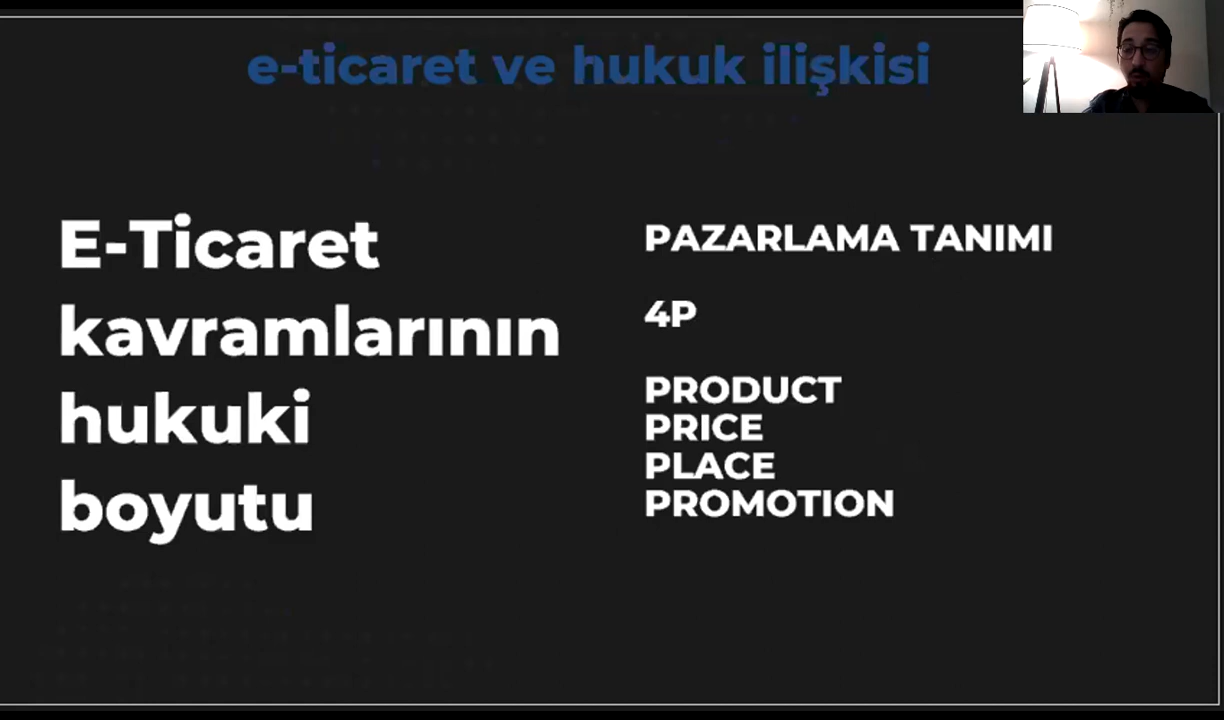 e-ticaret ve hukuk ilişkisi
E-Ticaret
kavramlarının
hukuki
boyutu
PAZARLAMA TANIMI
4P
PRODUCT
PRICE
PLACE
PROMOTION